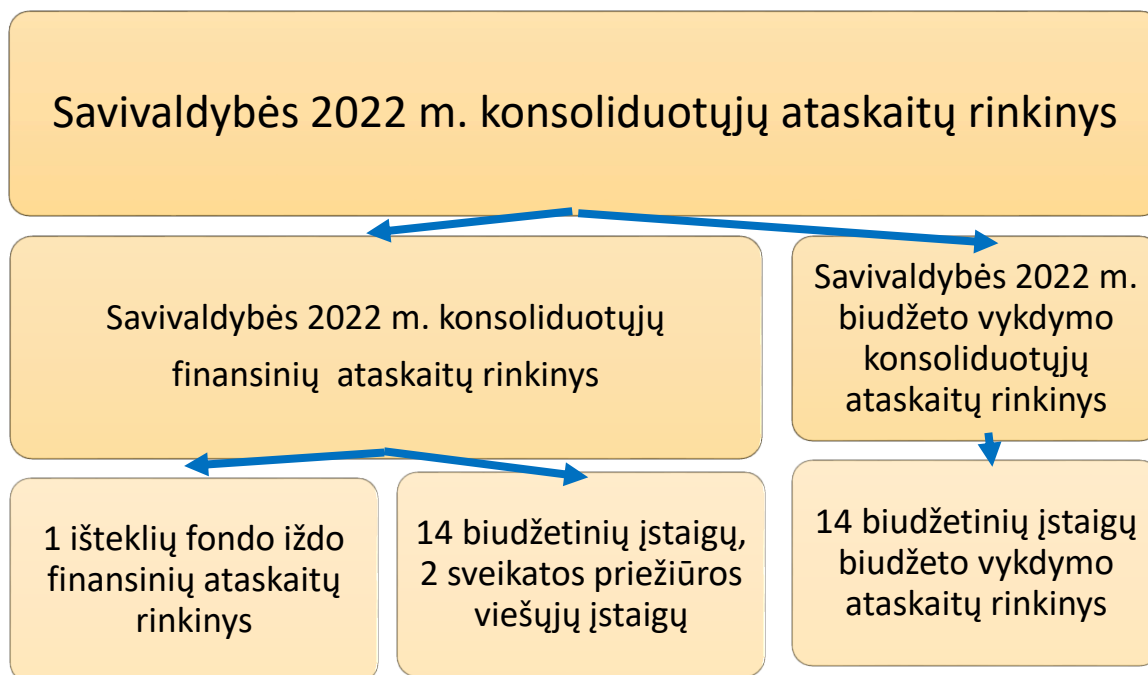 Savivaldybės 2022 m. konsoliduotųjų ataskaitų rinkinys
Savivaldybės 2022 m. konsoliduotųjų
finansinių ataskaitų rinkinys
Savivaldybės 2022 m.
biudžeto vykdymo
konsoliduotųjų
ataskaitų rinkinys
1 išteklių fondo iždo
finansinių ataskaitų
rinkinys
14 biudžetinių įstaigų,
2 sveikatos priežiūros
viešųjų įstaigų
14 biudžetinių įstaigų
biudžeto vykdymo
ataskaitų rinkinys